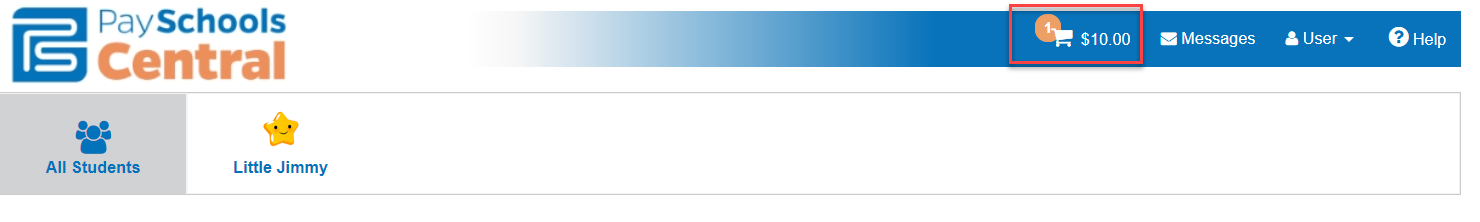 PaySchools
Central
1 $10.00 Messages User Help
All Students Little Jimmy